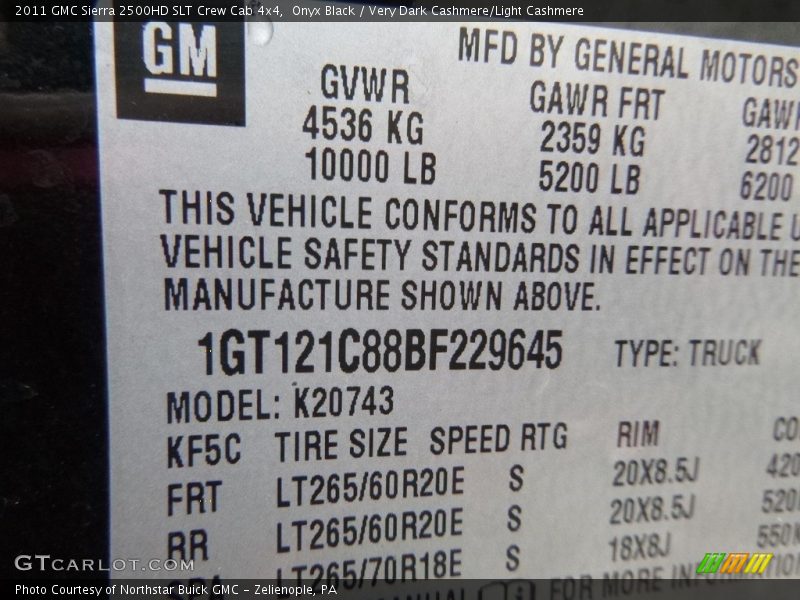 2011 GMC Sierra 2500HD SLT Crew Cab 4x4, Onyx Black / Very Dark Cashmere/Light Cashmere
GM
MFD BY GENERAL MOTORS
GVWR GAWR FRT
4536 KG 2359 KG 2812
10000 LB 5200 LB 6200
THIS VEHICLE CONFORMS TO ALL APPLICABLE
VEHICLE SAFETY STANDARDS IN EFFECT ON THE
MANUFACTURE SHOWN ABOVE.
1GT121C88BF229645 TYPE: TRUCK
MODEL: K20743
KF5C TIRE SIZE SPEED RTG RIM
FRT LT265/60R20E S 20X8.5J
RR LT265/60R20E S 20X8.5J
LT265/70R18E S 18X8J
FOR MORE
GTCARLOT.COM
Photo Courtesy of Northstar Buick GMC - Zelienople, PA